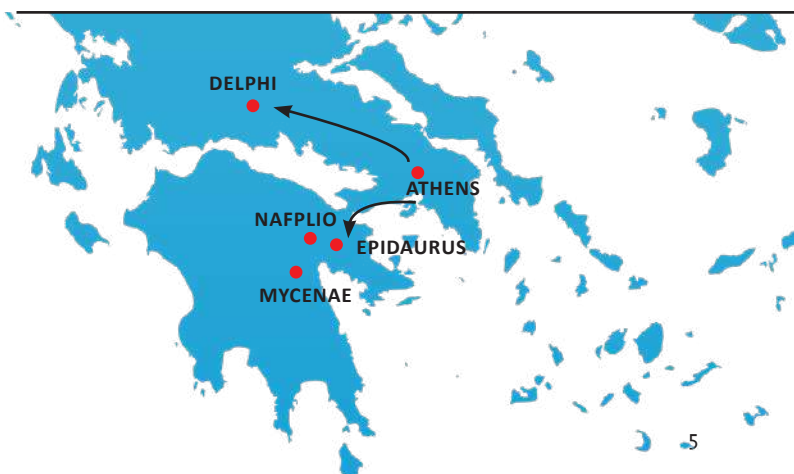 DELPHI
ATHENS
NAFPLIO
EPIDAURUS
MYCENAE
5